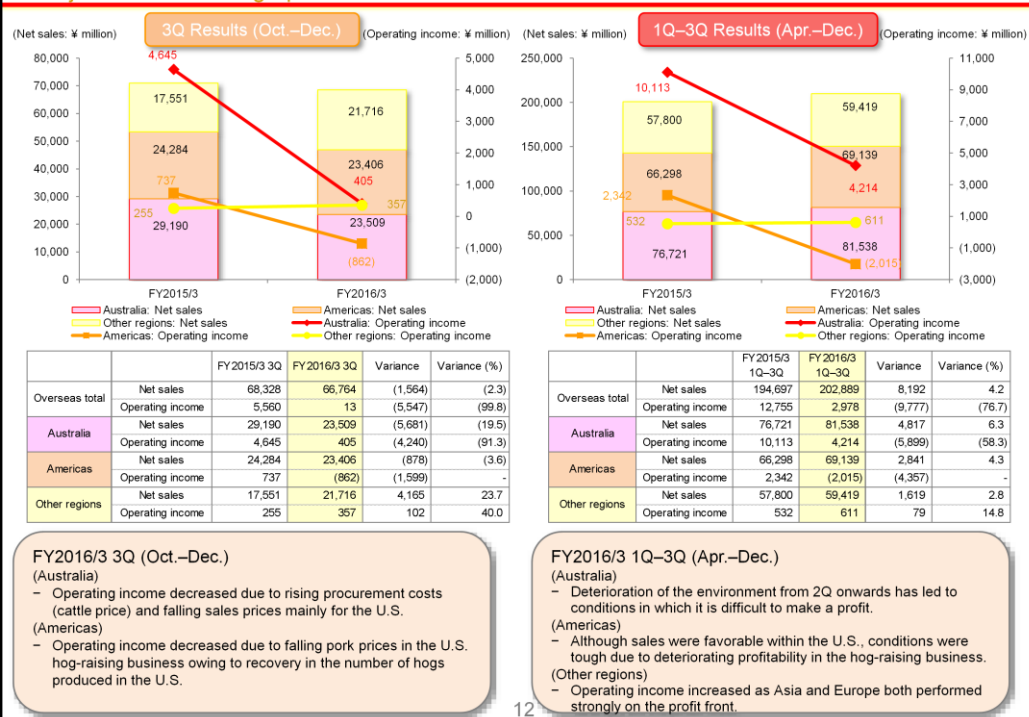 3Q Results (Oct.–Dec.)
(Net sales: ¥ million)
(Operating income: ¥ million)
80,000
70,000
60,000
50,000
40,000
30,000
20,000
10,000
0
5,000
4,000
3,000
2,000
1,000
0
(1,000)
(2,000)
4,645
17,551
24,284
737
255
29,190
21,716
23,406
405
357
23,509
(862)
FY2015/3
FY2016/3
Australia: Net sales
Americas: Net sales
Other regions: Net sales
Australia: Operating income
Americas: Operating income
Other regions: Operating income
1Q–3Q Results (Apr.–Dec.)
(Net sales: ¥ million)
(Operating income: ¥ million)
250,000
200,000
150,000
100,000
50,000
0
11,000
9,000
7,000
5,000
3,000
1,000
(1,000)
(3,000)
10,113
57,800
66,298
2,342
532
76,721
59,419
69,139
4,214
611
81,538
(2,015)
FY2015/3
FY2016/3
Australia: Net sales
Americas: Net sales
Other regions: Net sales
Australia: Operating income
Americas: Operating income
Other regions: Operating income
FY2015/3 3Q FY2016/3 3Q Variance Variance (%)
Overseas total Net sales 68,328 66,764 (1,564) (2.3)
Operating income 5,560 13 (5,547) (99.8)
Australia Net sales 29,190 23,509 (5,681) (19.5)
Operating income 4,645 405 (4,240) (91.3)
Americas Net sales 24,284 23,406 (878) (3.6)
Operating income 737 (862) (1,599) -
Other regions Net sales 17,551 21,716 4,165 23.7
Operating income 255 357 102 40.0
FY2015/3 1Q–3Q FY2016/3 1Q–3Q Variance Variance (%)
Overseas total Net sales 194,697 202,889 8,192 4.2
Operating income 12,755 2,978 (9,777) (76.7)
Australia Net sales 76,721 81,538 4,817 6.3
Operating income 10,113 4,214 (5,899) (58.3)
Americas Net sales 66,298 69,139 2,841 4.3
Operating income 2,342 (2,015) (4,357) -
Other regions Net sales 57,800 59,419 1,619 2.8
Operating income 532 611 79 14.8
FY2016/3 3Q (Oct.–Dec.)
(Australia)
− Operating income decreased due to rising procurement costs
(cattle price) and falling sales prices mainly for the U.S.
(Americas)
− Operating income decreased due to falling pork prices in the U.S.
hog-raising business owing to recovery in the number of hogs
produced in the U.S.
FY2016/3 1Q–3Q (Apr.–Dec.)
(Australia)
− Deterioration of the environment from 2Q onwards has led to
conditions in which it is difficult to make a profit.
(Americas)
− Although sales were favorable within the U.S., conditions were
tough due to deteriorating profitability in the hog-raising business.
(Other regions)
− Operating income increased as Asia and Europe both performed
strongly on the profit front.
12